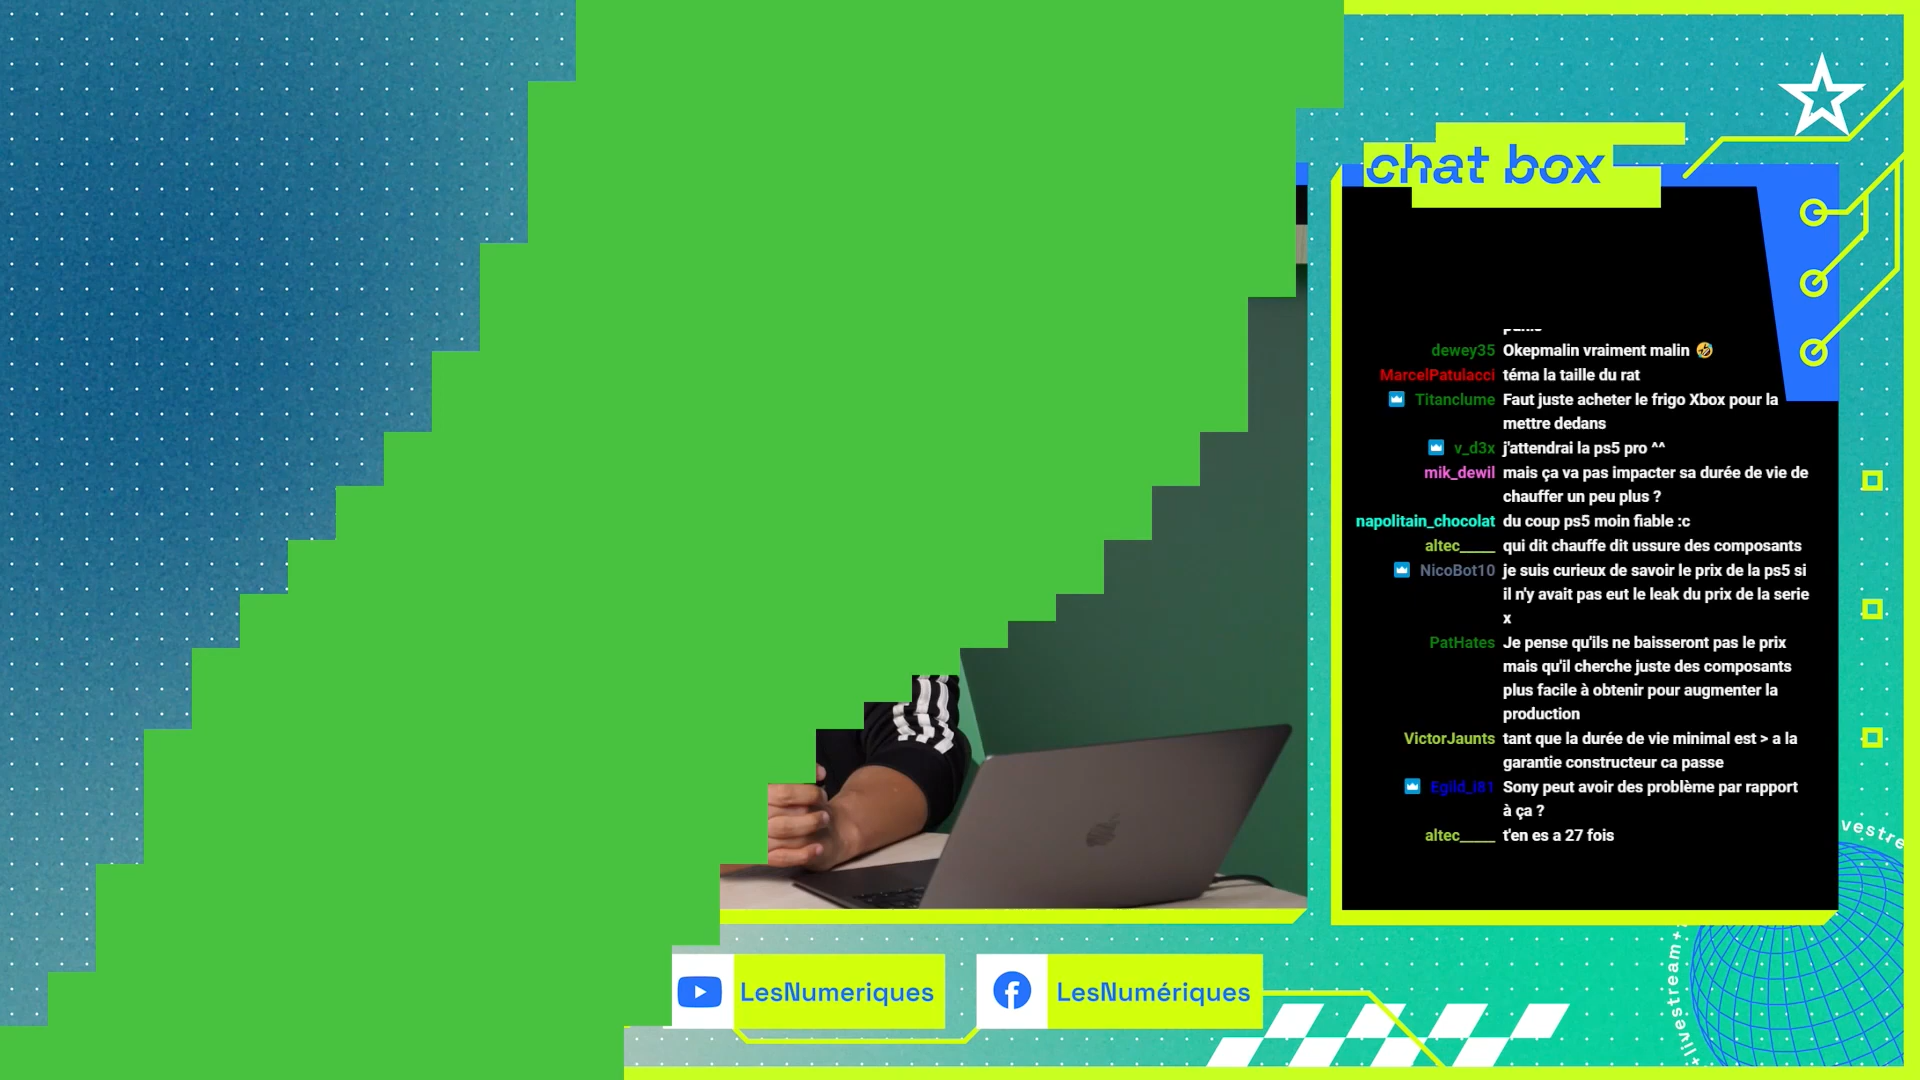 chat box
dewey35 Okepmalin vraiment malin 🤣
MarcelPatulacci téma la taille du rat
Titanclume Faut juste acheter le frigo Xbox pour la
mettre dedans
v_d3x j'attendrai la ps5 pro ^^
mik_dewil mais ça va pas impacter sa durée de vie de
chauffer un peu plus ?
napolitain_chocolat du coup ps5 moin fiable :c
altec_____ qui dit chauffe dit ussure des composants
NicoBot10 je suis curieux de savoir le prix de la ps5 si
il n'y avait pas eut le leak du prix de la serie
x
PatHates Je pense qu'ils ne baisseront pas le prix
mais qu'il cherche juste des composants
plus facile à obtenir pour augmenter la
production
VictorJaunts tant que la durée de vie minimal est > a la
garantie constructeur ca passe
Egild_i81 Sony peut avoir des problème par rapport
à ça ?
altec_____ t'en es a 27 fois
vestre
+livestream+
LesNumeriques
LesNumériques